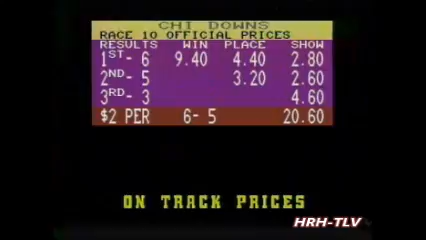 CHI DOWNS
RACE 10 OFFICIAL PRICES
RESULTS WIN PLACE SHOW
1ST- 6 9.40 4.40 2.80
2ND- 5 3.20 2.60
3RD- 3 4.60
$2 PER 6- 5 20.60
ON TRACK PRICES
HRH-TLV